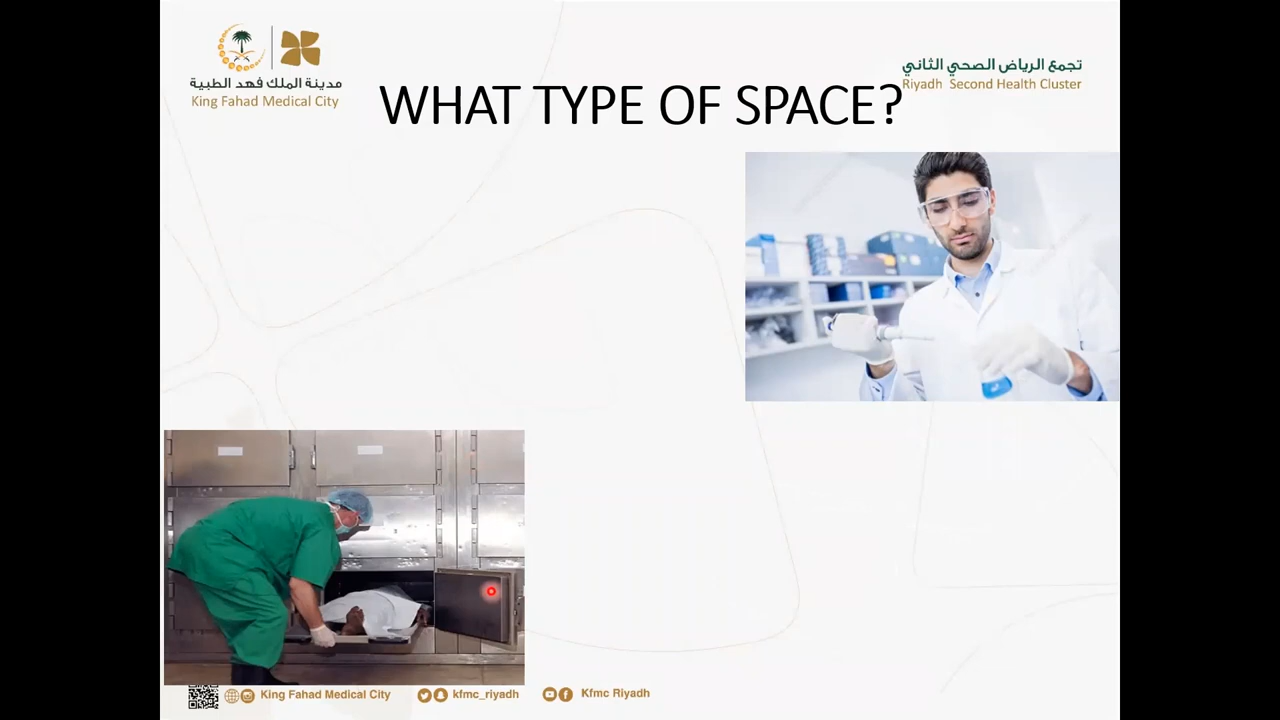 مدينة الملك فهد الطبية
King Fahad Medical City
تجمع الرياض الصحي الثاني
Riyadh Second Health Cluster
WHAT TYPE OF SPACE?
King Fahad Medical City
kfmc_riyadh
Kfmc Riyadh